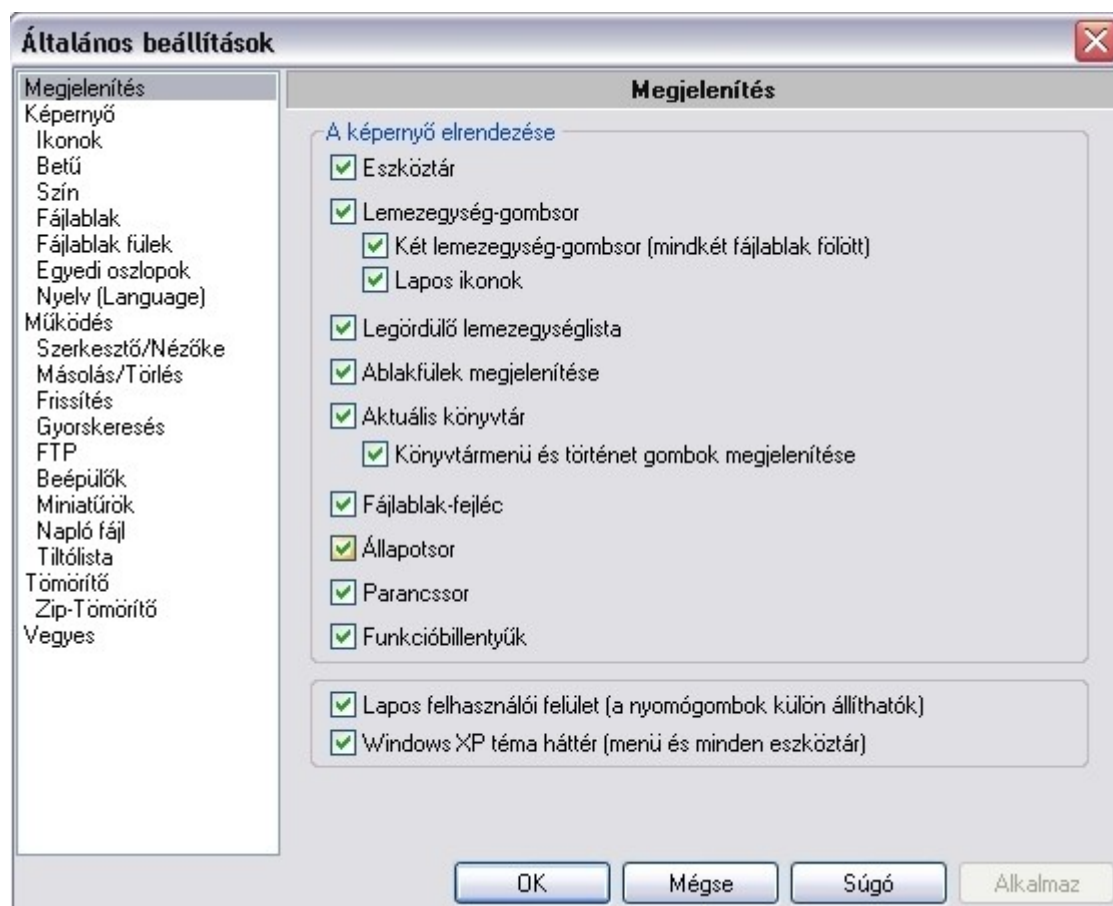 Általános beállítások
Megjelenítés
Képernyő
Ikonok
Betű
Szín
Fájlablak
Fájlablak fülek
Egyedi oszlopok
Nyelv (Language)
Működés
Szerkesztő/Nézőke
Másolás/Törlés
Frissítés
Gyorskeresés
FTP
Beépülők
Miniatűrök
Napló fájl
Tiltólista
Tömörítő
Zip-Tömörítő
Vegyes
Megjelenítés
A képernyő elrendezése
Eszköztár
Lemezegység-gombsor
Két lemezegység-gombsor (mindkét fájlablak fölött)
Lapos ikonok
Legördülő lemezegységlista
Ablakfülek megjelenítése
Aktuális könyvtár
Könyvtármenü és történet gombok megjelenítése
Fájlablak-fejléc
Állapotsor
Parancssor
Funkcióbillentyűk
Lapos felhasználói felület (a nyomógombok külön állíthatók)
Windows XP téma háttér (menü és minden eszköztár)
OK
Mégse
Súgó
Alkalmaz